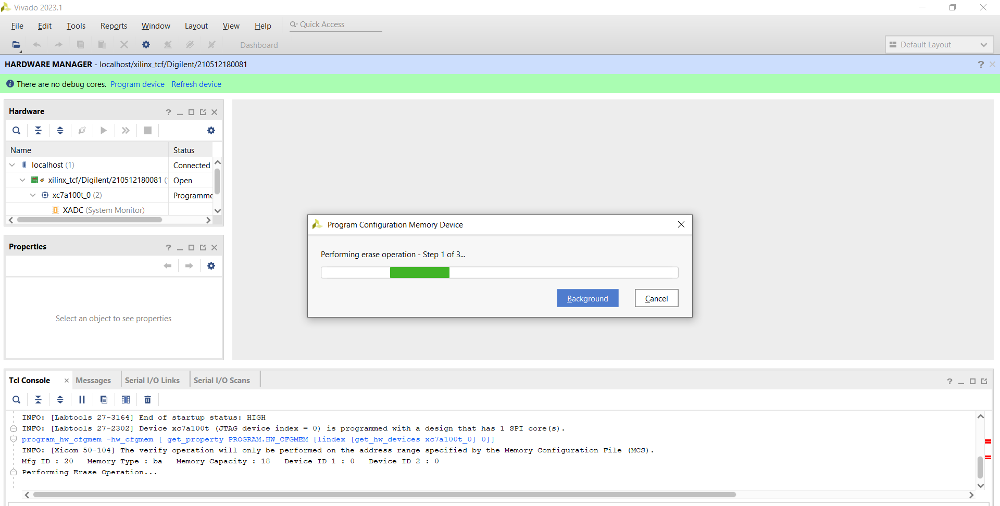 Vivado 2023.1
File Edit Tools Reports Window Layout View Help Quick Access
Dashboard Default Layout
HARDWARE MANAGER - localhost/xilinx_tcf/Digilent/210512180081 ?
There are no debug cores. Program device Refresh device
Hardware ?
Name Status
localhost (1) Connected
xilinx_tcf/Digilent/210512180081 ( Open
xc7a100t_0 (2) Programme
XADC (System Monitor)
Properties ?
Select an object to see properties
Program Configuration Memory Device
Performing erase operation - Step 1 of 3...
Background Cancel
Tcl Console × Messages Serial I/O Links Serial I/O Scans ?
INFO: [Labtools 27-3164] End of startup status: HIGH
INFO: [Labtools 27-2302] Device xc7a100t (JTAG device index = 0) is programmed with a design that has 1 SPI core(s).
program_hw_cfgmem -hw_cfgmem [ get_property PROGRAM.HW_CFGMEM [lindex [get_hw_devices xc7a100t_0] 0]]
INFO: [Xicom 50-104] The verify operation will only be performed on the address range specified by the Memory Configuration File (MCS).
Mfg ID : 20 Memory Type : ba Memory Capacity : 18 Device ID 1 : 0 Device ID 2 : 0
Performing Erase Operation...